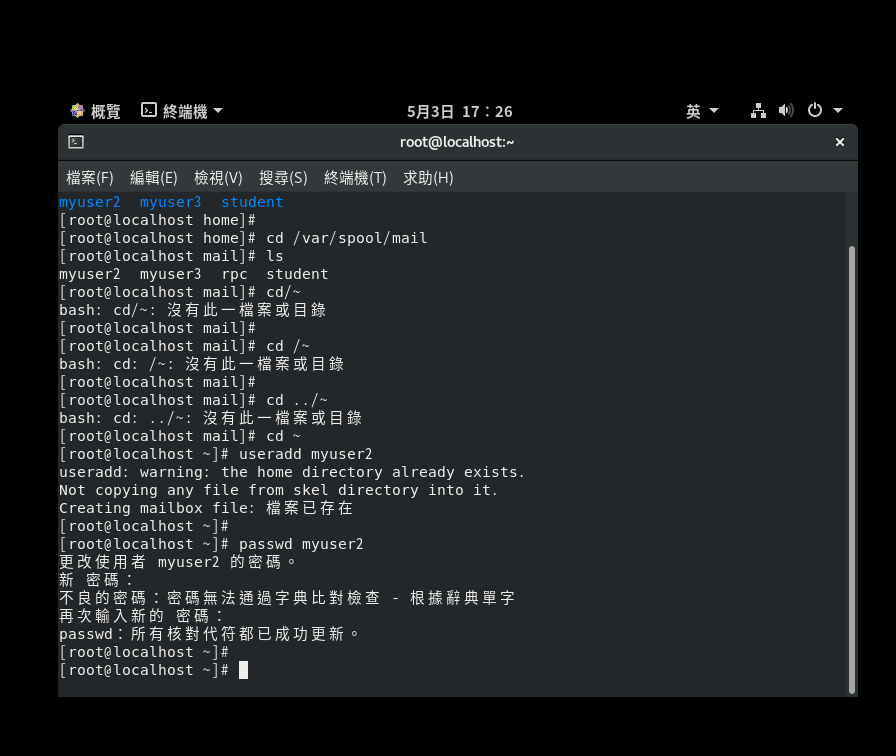 概覽 終端機 5月3日 17：26 英
root@localhost:~ ×
檔案(F) 編輯(E) 檢視(V) 搜尋(S) 終端機(T) 求助(H)
myuser2  myuser3  student
[root@localhost home]#
[root@localhost home]# cd /var/spool/mail
[root@localhost mail]# ls
myuser2  myuser3  rpc  student
[root@localhost mail]# cd/~
bash: cd/~: 沒有此一檔案或目錄
[root@localhost mail]#
[root@localhost mail]# cd /~
bash: cd: /~: 沒有此一檔案或目錄
[root@localhost mail]#
[root@localhost mail]# cd ../~
bash: cd: ../~: 沒有此一檔案或目錄
[root@localhost mail]# cd ~
[root@localhost ~]# useradd myuser2
useradd: warning: the home directory already exists.
Not copying any file from skel directory into it.
Creating mailbox file: 檔案已存在
[root@localhost ~]#
[root@localhost ~]# passwd myuser2
更改使用者 myuser2 的密碼。
新 密碼：
不良的密碼：密碼無法通過字典比對檢查 - 根據辭典單字
再次輸入新的 密碼：
passwd：所有核對代符都已成功更新。
[root@localhost ~]#
[root@localhost ~]#